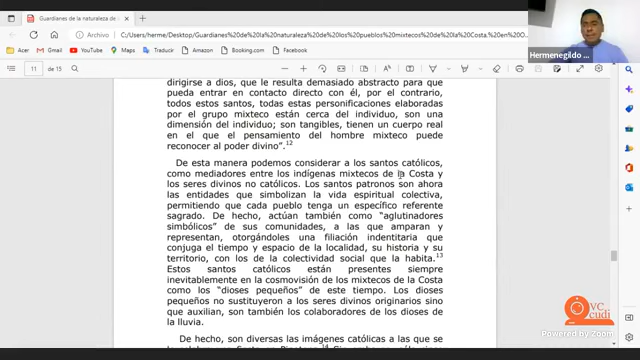 Guardianes de la naturaleza de
C:/Users/herme/Desktop/Guardianes%20de%20la%20naturaleza%20de%20los%20pueblos%20mixtecos%20de%20la%20Costa.%20en%20O...
Acer Gmail YouTube Maps Traducir Amazon Booking.com Facebook
11 de 15
Hermenegildo
dirigirse a dios, que le resulta demasiado abstracto para que
pueda entrar en contacto directo con él, por el contrario,
todos estos santos, todas estas personificaciones elaboradas
por el grupo mixteco están cerca del individuo, son una
dimensión del individuo; son tangibles, tienen un cuerpo real
en el que el pensamiento del hombre mixteco puede
reconocer al poder divino”.12
De esta manera podemos considerar a los santos católicos,
como mediadores entre los indígenas mixtecos de la Costa y
los seres divinos no católicos. Los santos patronos son ahora
las entidades que simbolizan la vida espiritual colectiva,
permitiendo que cada pueblo tenga un específico referente
sagrado. De hecho, actúan también como “aglutinadores
simbólicos” de sus comunidades, a las que amparan y
representan, otorgándoles una filiación indentitaria que
conjuga el tiempo y espacio de la localidad, su historia y su
territorio, con los de la colectividad social que la habita.13
Estos santos católicos están presentes siempre
inevitablemente en la cosmovisión de los mixtecos de la Costa
como los “dioses pequeños” de este tiempo. Los dioses
pequeños no sustituyeron a los seres divinos originarios sino
que auxilian, son también los colaboradores de los dioses de
la lluvia.
De hecho, son diversas las imágenes católicas a las que se
VC
cudi
Powered by Zoom